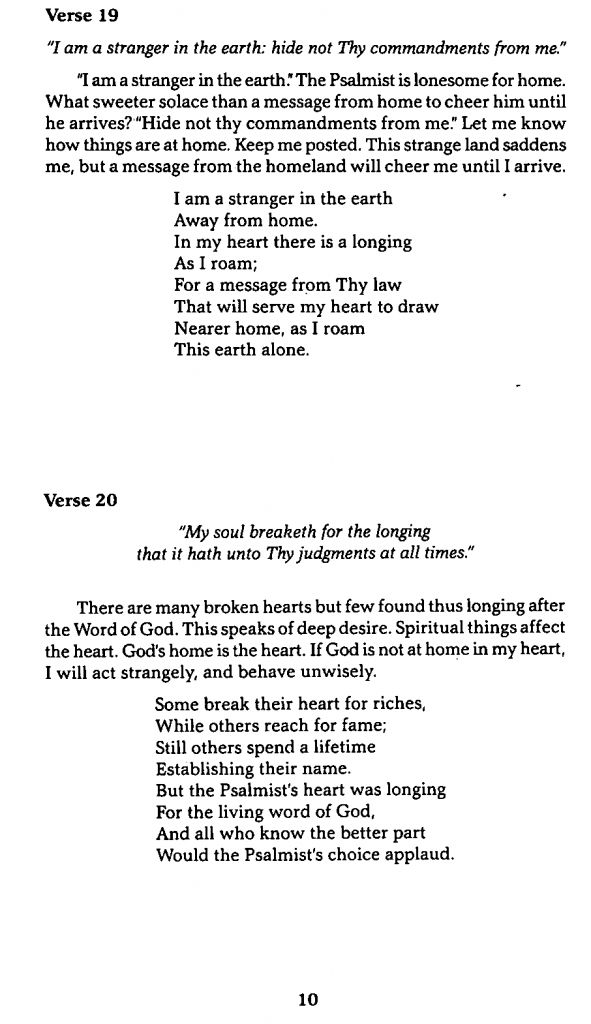 Verse 19
"I am a stranger in the earth: hide not Thy commandments from me."
"I am a stranger in the earth." The Psalmist is lonesome for home.
What sweeter solace than a message from home to cheer him until
he arrives? "Hide not thy commandments from me." Let me know
how things are at home. Keep me posted. This strange land saddens
me, but a message from the homeland will cheer me until I arrive.
I am a stranger in the earth
Away from home.
In my heart there is a longing
As I roam;
For a message from Thy law
That will serve my heart to draw
Nearer home, as I roam
This earth alone.
Verse 20
"My soul breaketh for the longing
that it hath unto Thy judgments at all times."
There are many broken hearts but few found thus longing after
the Word of God. This speaks of deep desire. Spiritual things affect
the heart. God's home is the heart. If God is not at home in my heart,
I will act strangely, and behave unwisely.
Some break their heart for riches,
While others reach for fame;
Still others spend a lifetime
Establishing their name.
But the Psalmist's heart was longing
For the living word of God,
And all who know the better part
Would the Psalmist's choice applaud.
10